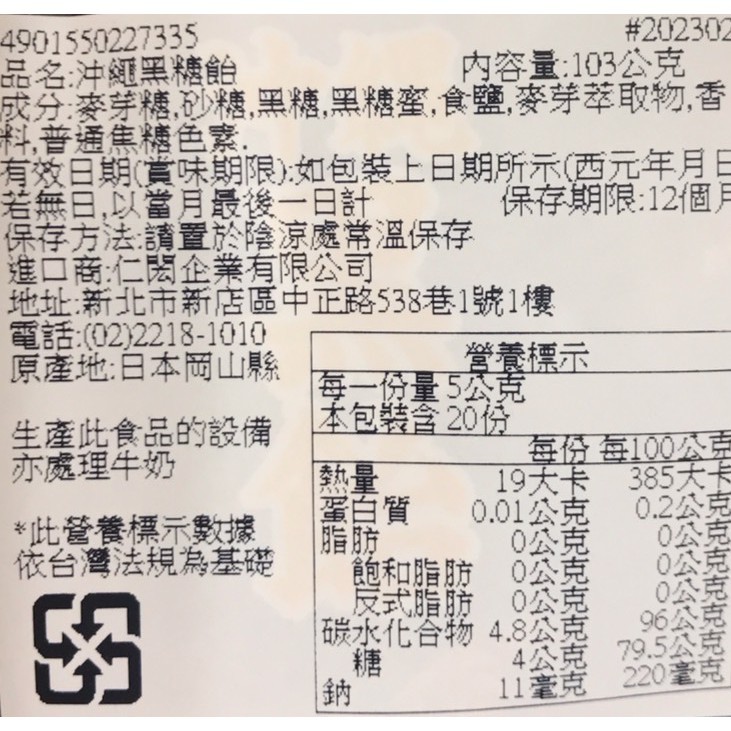 4901550227335 #202302
品名:沖繩黑糖飴 內容量:103公克
成分:麥芽糖,砂糖,黑糖,黑糖蜜,食鹽,麥芽萃取物,香
料,普通焦糖色素.
有效日期(賞味期限):如包裝上日期所示(西元年月日
若無日,以當月最後一日計 保存期限:12個月
保存方法:請置於陰涼處常溫保存
進口商:仁閎企業有限公司
地址:新北市新店區中正路538巷1號1樓
電話:(02)2218-1010
原產地:日本岡山縣
生產此食品的設備
亦處理牛奶
*此營養標示數據
依台灣法規為基礎
營養標示
每一份量 5公克
本包裝含 20份
每份 每100公克
熱量 19大卡 385大卡
蛋白質 0.01公克 0.2公克
脂肪 0公克 0公克
飽和脂肪 0公克 0公克
反式脂肪 0公克 0公克
碳水化合物 4.8公克 96公克
糖 4公克 79.5公克
鈉 11毫克 220毫克